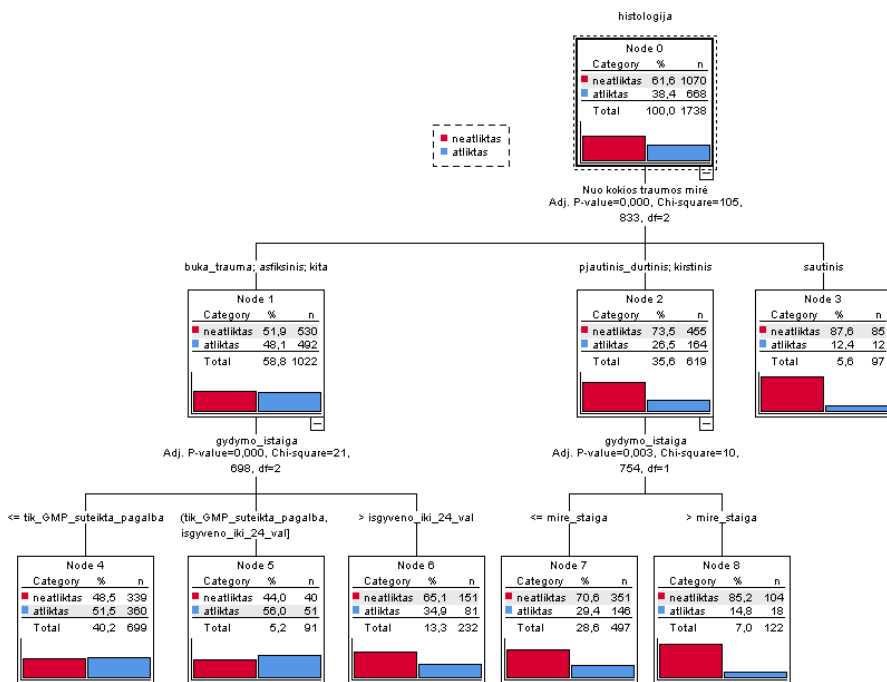 histologija
Node 0
Category % n
neatliktas 61,6 1070
atliktas 38,4 668
Total 100,0 1738
neatliktas
atliktas
Nuo kokios traumos mirė
Adj. P-value=0,000, Chi-square=105,
833, df=2
buka_trauma; asfiksinis; kita
pjautinis_durtinis; kirstinis
sautinis
Node 1
Category % n
neatliktas 51,9 530
atliktas 48,1 492
Total 58,8 1022
Node 2
Category % n
neatliktas 73,5 455
atliktas 26,5 164
Total 35,6 619
Node 3
Category % n
neatliktas 87,6 85
atliktas 12,4 12
Total 5,6 97
gydymo_istaiga
Adj. P-value=0,000, Chi-square=21,
698, df=2
gydymo_istaiga
Adj. P-value=0,003, Chi-square=10,
754, df=1
<= tik_GMP_suteikta_pagalba
(tik_GMP_suteikta_pagalba,
isgyveno_iki_24_val]
> isgyveno_iki_24_val
<= mire_staiga
> mire_staiga
Node 4
Category % n
neatliktas 48,5 339
atliktas 51,5 360
Total 40,2 699
Node 5
Category % n
neatliktas 44,0 40
atliktas 56,0 51
Total 5,2 91
Node 6
Category % n
neatliktas 65,1 151
atliktas 34,9 81
Total 13,3 232
Node 7
Category % n
neatliktas 70,6 351
atliktas 29,4 146
Total 28,6 497
Node 8
Category % n
neatliktas 85,2 104
atliktas 14,8 18
Total 7,0 122